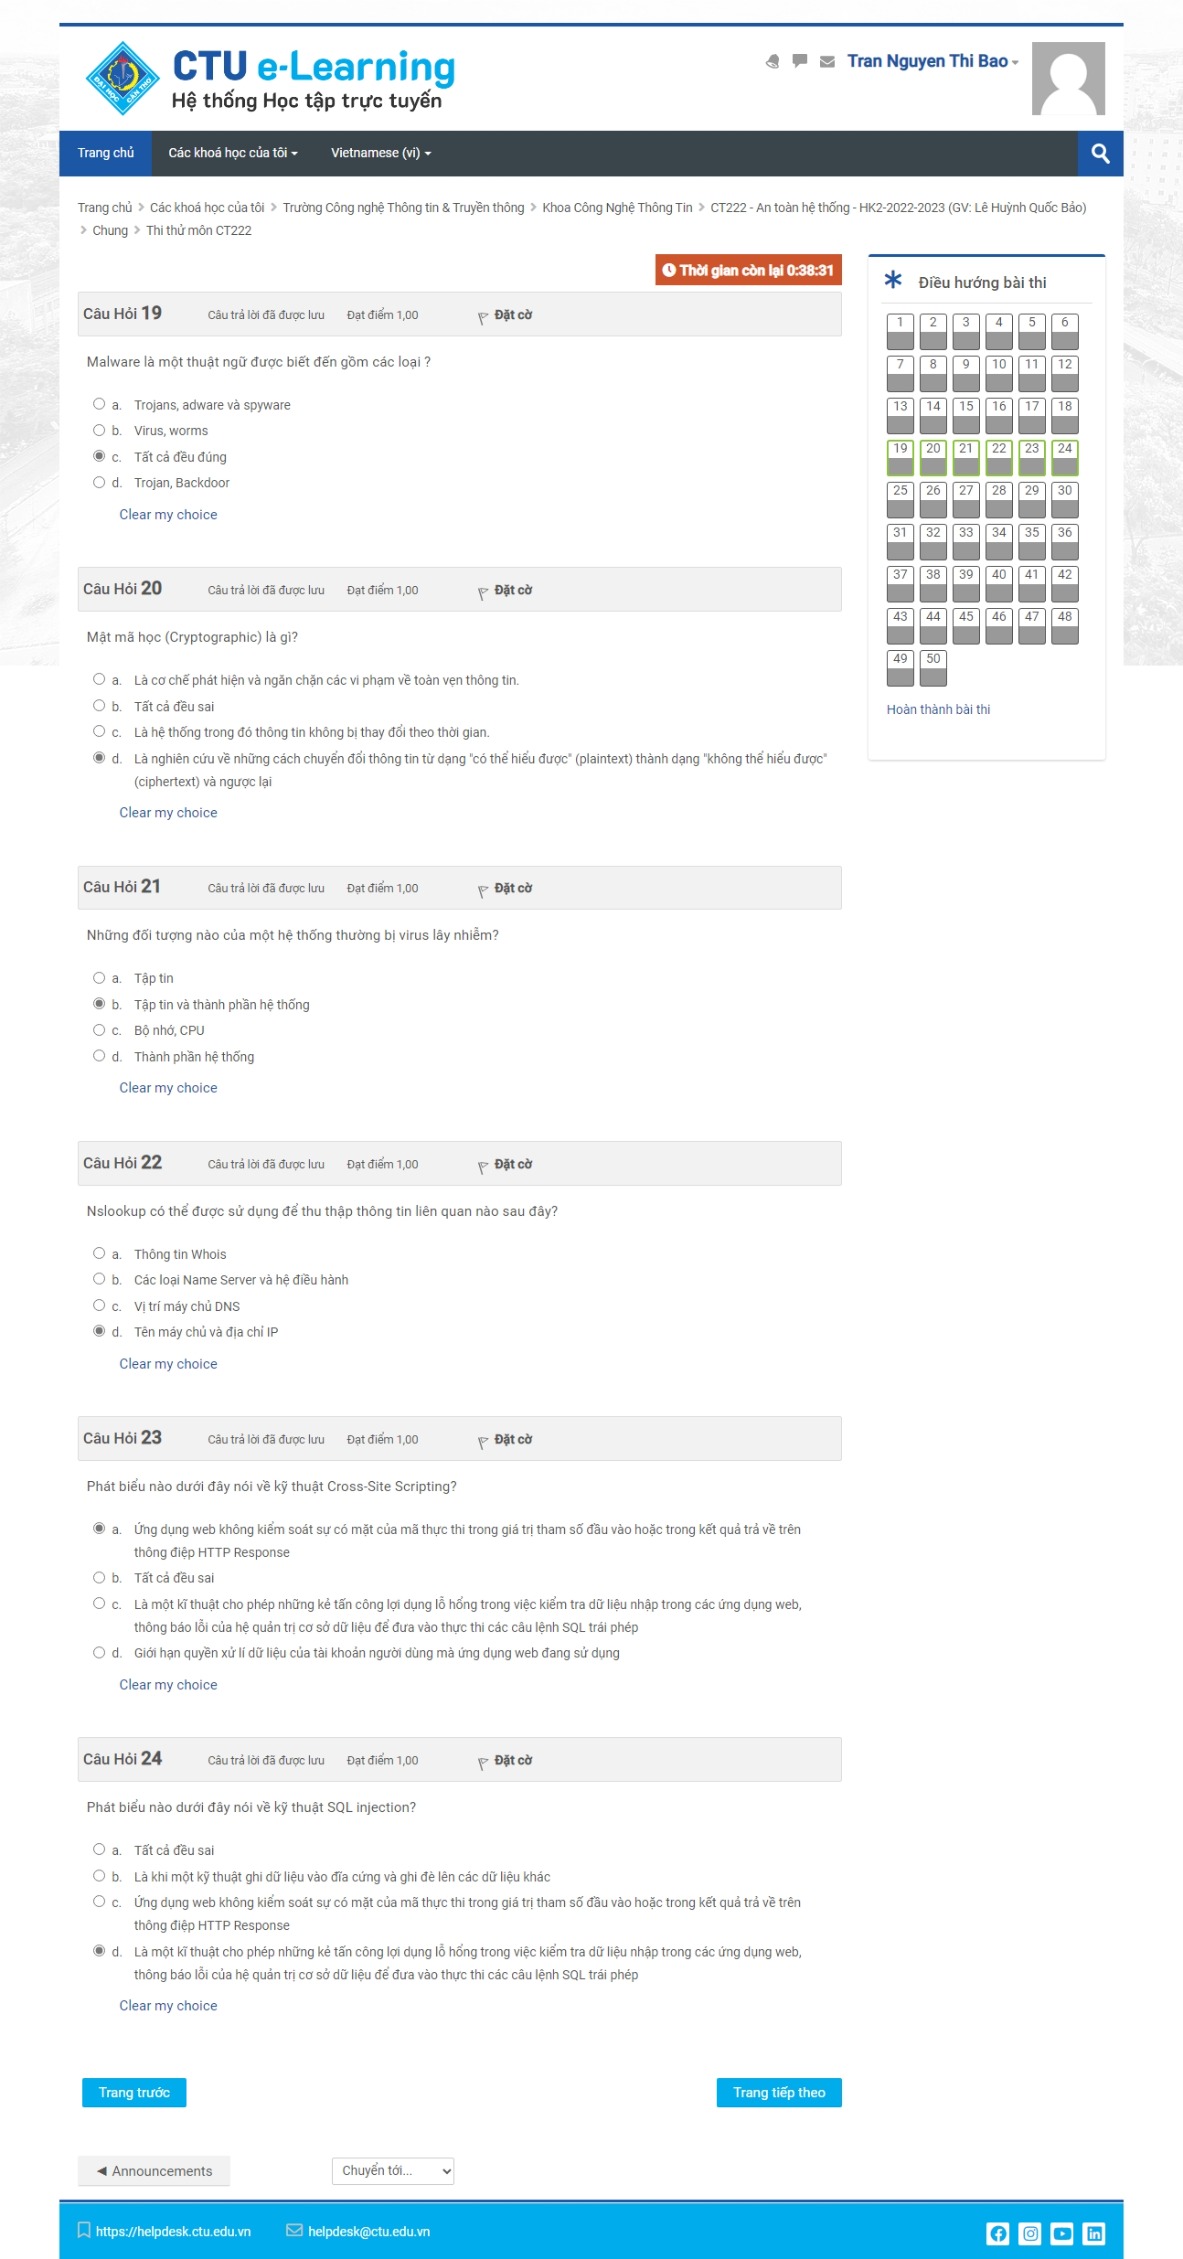 CTU e-Learning
Hệ thống Học tập trực tuyến
Tran Nguyen Thi Bao
Trang chủ
Các khoá học của tôi
Vietnamese (vi)
Trang chủ > Các khoá học của tôi > Trường Công nghệ Thông tin & Truyền thông > Khoa Công Nghệ Thông Tin > CT222 - An toàn hệ thống - HK2-2022-2023 (GV: Lê Huỳnh Quốc Bảo)
> Chung > Thi thử môn CT222
Thời gian còn lại 0:38:31
Câu Hỏi 19 Câu trả lời đã được lưu Đạt điểm 1,00 Đặt cờ
Malware là một thuật ngữ được biết đến gồm các loại ?
a. Trojans, adware và spyware
b. Virus, worms
c. Tất cả đều đúng
d. Trojan, Backdoor
Clear my choice
Câu Hỏi 20 Câu trả lời đã được lưu Đạt điểm 1,00 Đặt cờ
Mật mã học (Cryptographic) là gì?
a. Là cơ chế phát hiện và ngăn chặn các vi phạm về toàn vẹn thông tin.
b. Tất cả đều sai
c. Là hệ thống trong đó thông tin không bị thay đổi theo thời gian.
d. Là nghiên cứu về những cách chuyển đổi thông tin từ dạng "có thể hiểu được" (plaintext) thành dạng "không thể hiểu được"
(ciphertext) và ngược lại
Clear my choice
Câu Hỏi 21 Câu trả lời đã được lưu Đạt điểm 1,00 Đặt cờ
Những đối tượng nào của một hệ thống thường bị virus lây nhiễm?
a. Tập tin
b. Tập tin và thành phần hệ thống
c. Bộ nhớ, CPU
d. Thành phần hệ thống
Clear my choice
Câu Hỏi 22 Câu trả lời đã được lưu Đạt điểm 1,00 Đặt cờ
Nslookup có thể được sử dụng để thu thập thông tin liên quan nào sau đây?
a. Thông tin Whois
b. Các loại Name Server và hệ điều hành
c. Vị trí máy chủ DNS
d. Tên máy chủ và địa chỉ IP
Clear my choice
Câu Hỏi 23 Câu trả lời đã được lưu Đạt điểm 1,00 Đặt cờ
Phát biểu nào dưới đây nói về kỹ thuật Cross-Site Scripting?
a. Ứng dụng web không kiểm soát sự có mặt của mã thực thi trong giá trị tham số đầu vào hoặc trong kết quả trả về trên
thông điệp HTTP Response
b. Tất cả đều sai
c. Là một kĩ thuật cho phép những kẻ tấn công lợi dụng lỗ hổng trong việc kiểm tra dữ liệu nhập trong các ứng dụng web,
thông báo lỗi của hệ quản trị cơ sở dữ liệu để đưa vào thực thi các câu lệnh SQL trái phép
d. Giới hạn quyền xử lí dữ liệu của tài khoản người dùng mà ứng dụng web đang sử dụng
Clear my choice
Câu Hỏi 24 Câu trả lời đã được lưu Đạt điểm 1,00 Đặt cờ
Phát biểu nào dưới đây nói về kỹ thuật SQL injection?
a. Tất cả đều sai
b. Là khi một kỹ thuật ghi dữ liệu vào đĩa cứng và ghi đè lên các dữ liệu khác
c. Ứng dụng web không kiểm soát sự có mặt của mã thực thi trong giá trị tham số đầu vào hoặc trong kết quả trả về trên
thông điệp HTTP Response
d. Là một kĩ thuật cho phép những kẻ tấn công lợi dụng lỗ hổng trong việc kiểm tra dữ liệu nhập trong các ứng dụng web,
thông báo lỗi của hệ quản trị cơ sở dữ liệu để đưa vào thực thi các câu lệnh SQL trái phép
Clear my choice
Trang trước
Trang tiếp theo
◄ Announcements
Chuyển tới...
Điều hướng bài thi
1 2 3 4 5 6
7 8 9 10 11 12
13 14 15 16 17 18
19 20 21 22 23 24
25 26 27 28 29 30
31 32 33 34 35 36
37 38 39 40 41 42
43 44 45 46 47 48
49 50
Hoàn thành bài thi
https://helpdesk.ctu.edu.vn
helpdesk@ctu.edu.vn